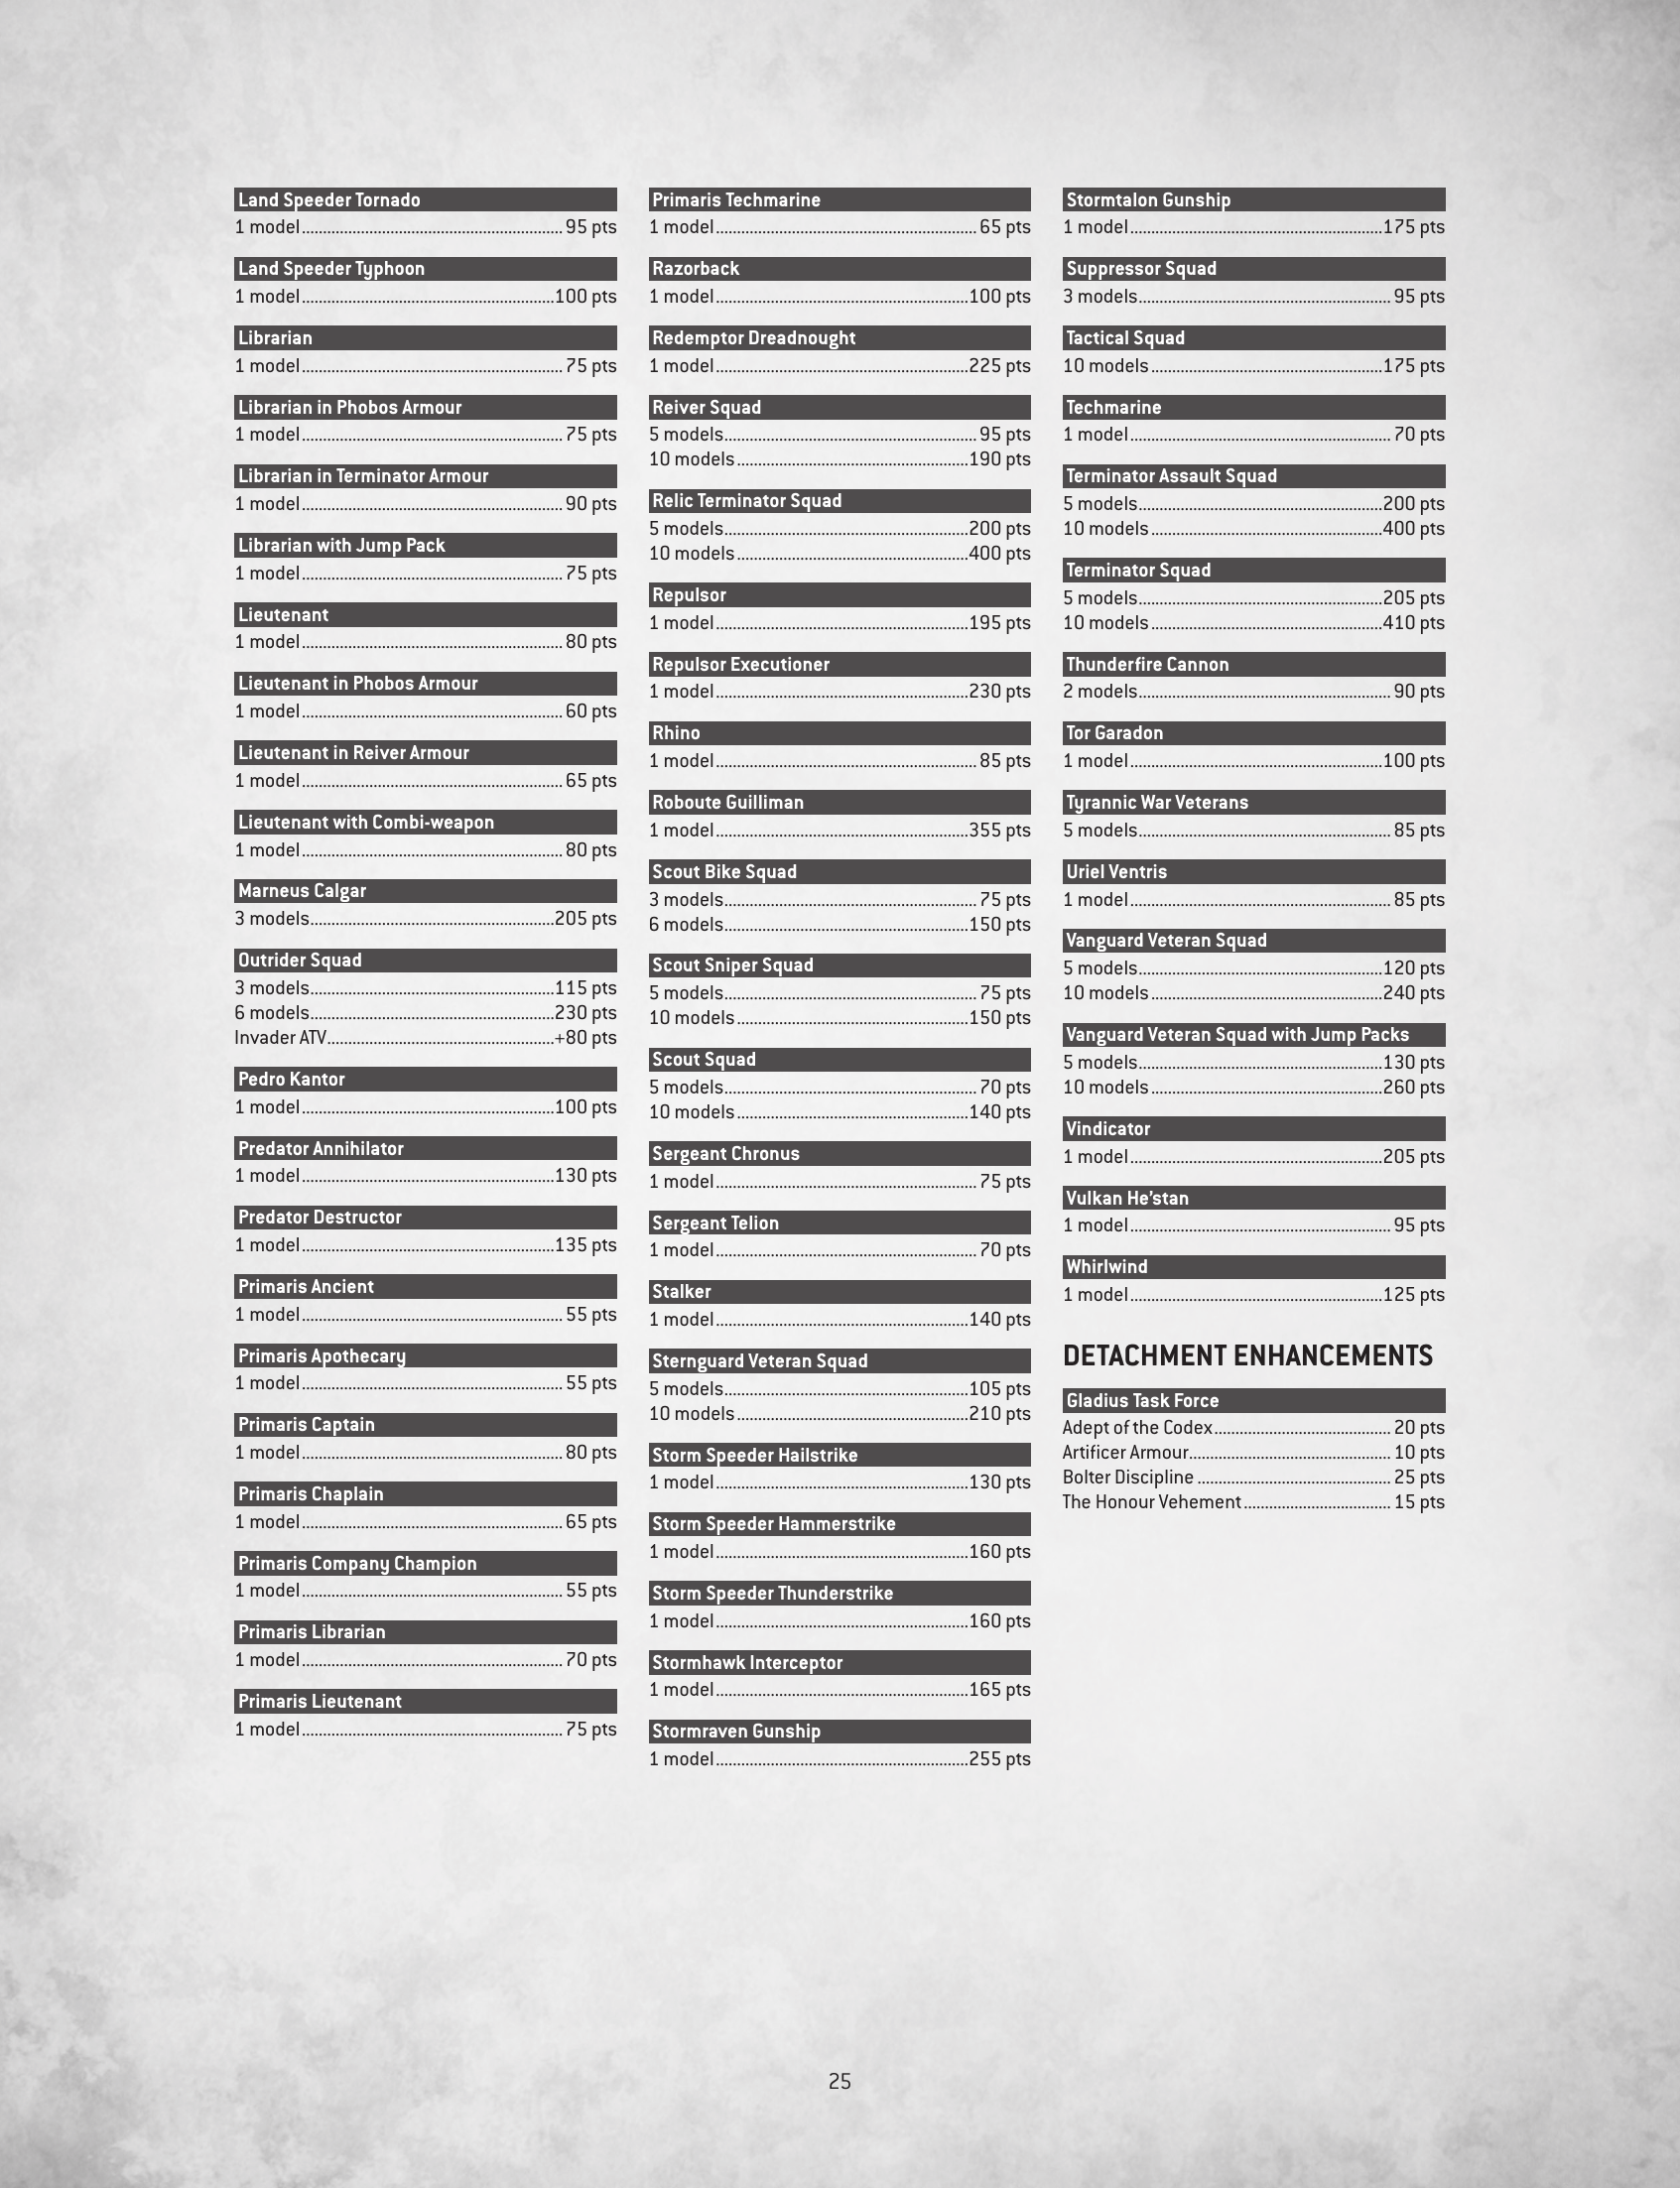 Land Speeder Tornado
1 model 95 pts
Land Speeder Typhoon
1 model 100 pts
Librarian
1 model 75 pts
Librarian in Phobos Armour
1 model 75 pts
Librarian in Terminator Armour
1 model 90 pts
Librarian with Jump Pack
1 model 75 pts
Lieutenant
1 model 80 pts
Lieutenant in Phobos Armour
1 model 60 pts
Lieutenant in Reiver Armour
1 model 65 pts
Lieutenant with Combi-weapon
1 model 80 pts
Marneus Calgar
3 models 205 pts
Outrider Squad
3 models 115 pts
6 models 230 pts
Invader ATV +80 pts
Pedro Kantor
1 model 100 pts
Predator Annihilator
1 model 130 pts
Predator Destructor
1 model 135 pts
Primaris Ancient
1 model 55 pts
Primaris Apothecary
1 model 55 pts
Primaris Captain
1 model 80 pts
Primaris Chaplain
1 model 65 pts
Primaris Company Champion
1 model 55 pts
Primaris Librarian
1 model 70 pts
Primaris Lieutenant
1 model 75 pts
Primaris Techmarine
1 model 65 pts
Razorback
1 model 100 pts
Redemptor Dreadnought
1 model 225 pts
Reiver Squad
5 models 95 pts
10 models 190 pts
Relic Terminator Squad
5 models 200 pts
10 models 400 pts
Repulsor
1 model 195 pts
Repulsor Executioner
1 model 230 pts
Rhino
1 model 85 pts
Roboute Guilliman
1 model 355 pts
Scout Bike Squad
3 models 75 pts
6 models 150 pts
Scout Sniper Squad
5 models 75 pts
10 models 150 pts
Scout Squad
5 models 70 pts
10 models 140 pts
Sergeant Chronus
1 model 75 pts
Sergeant Telion
1 model 70 pts
Stalker
1 model 140 pts
Sternguard Veteran Squad
5 models 105 pts
10 models 210 pts
Storm Speeder Hailstrike
1 model 130 pts
Storm Speeder Hammerstrike
1 model 160 pts
Storm Speeder Thunderstrike
1 model 160 pts
Stormhawk Interceptor
1 model 165 pts
Stormraven Gunship
1 model 255 pts
Stormtalon Gunship
1 model 175 pts
Suppressor Squad
3 models 95 pts
Tactical Squad
10 models 175 pts
Techmarine
1 model 70 pts
Terminator Assault Squad
5 models 200 pts
10 models 400 pts
Terminator Squad
5 models 205 pts
10 models 410 pts
Thunderfire Cannon
2 models 90 pts
Tor Garadon
1 model 100 pts
Tyrannic War Veterans
5 models 85 pts
Uriel Ventris
1 model 85 pts
Vanguard Veteran Squad
5 models 120 pts
10 models 240 pts
Vanguard Veteran Squad with Jump Packs
5 models 130 pts
10 models 260 pts
Vindicator
1 model 205 pts
Vulkan He'stan
1 model 95 pts
Whirlwind
1 model 125 pts
DETACHMENT ENHANCEMENTS
Gladius Task Force
Adept of the Codex 20 pts
Artificer Armour 10 pts
Bolter Discipline 25 pts
The Honour Vehement 15 pts
25